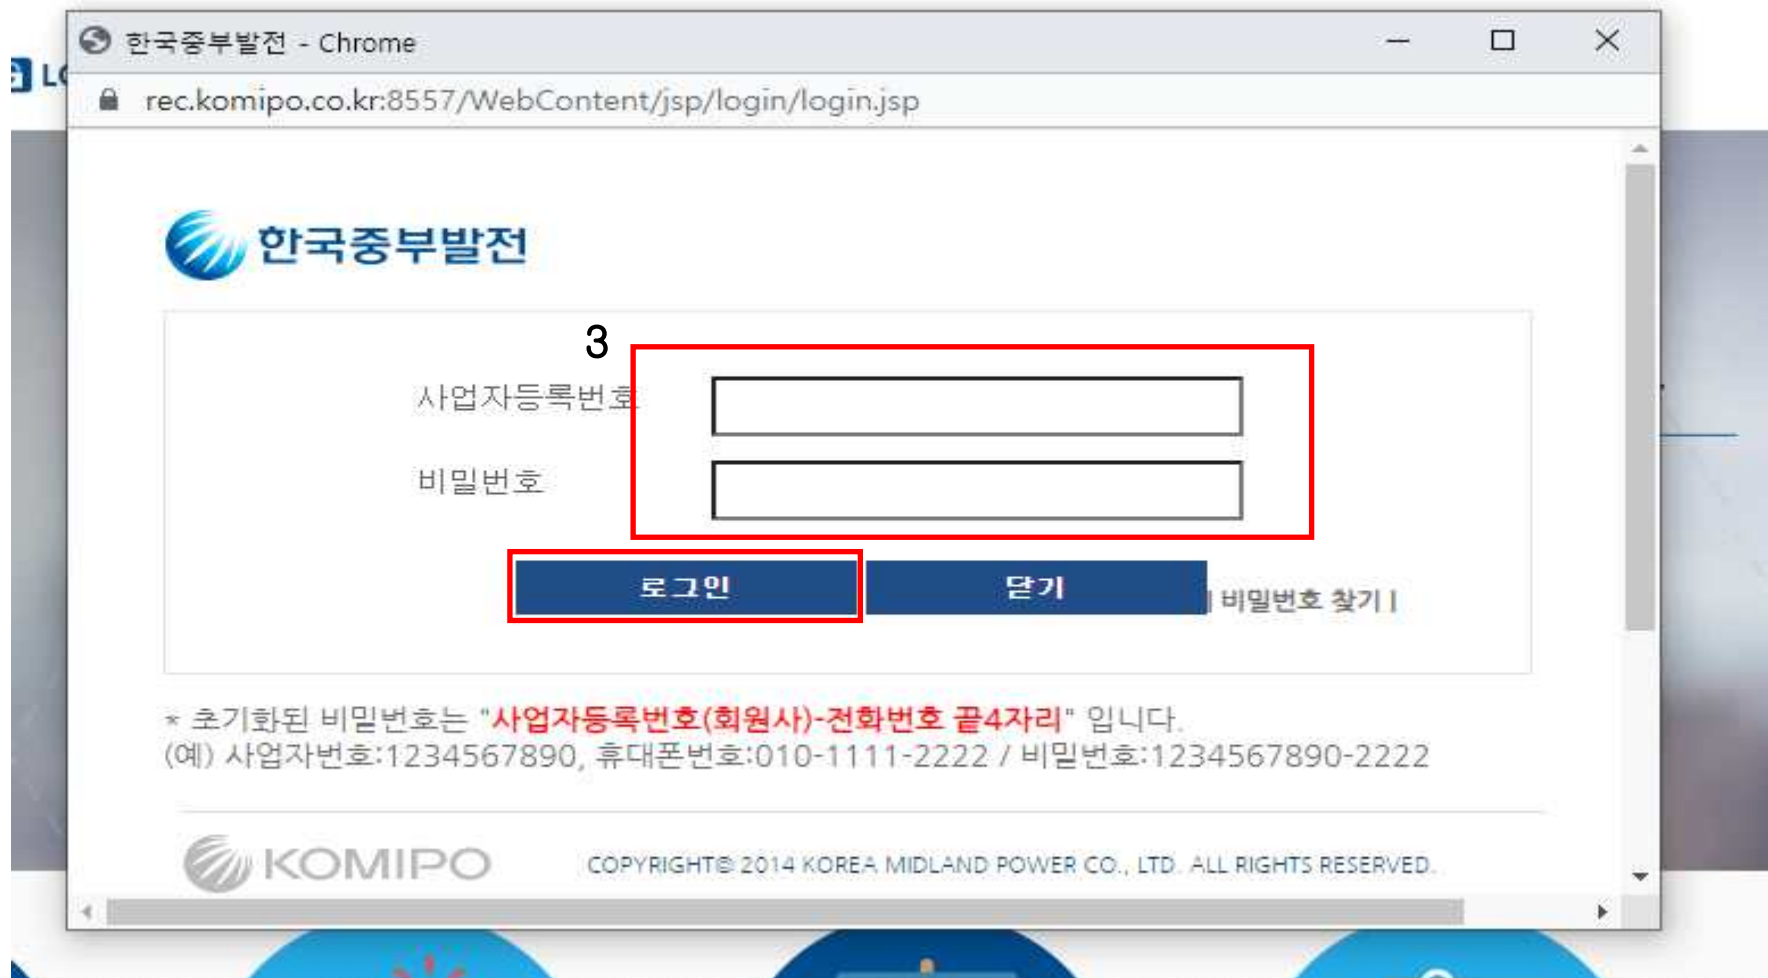 한국중부발전 - Chrome
rec.komipo.co.kr:8557/WebContent/jsp/login/login.jsp
한국중부발전
3
사업자등록번호
비밀번호
로그인 닫기 | 비밀번호 찾기 |
* 초기화된 비밀번호는 "사업자등록번호(회원사)-전화번호 끝4자리" 입니다.
(예) 사업자번호:1234567890, 휴대폰번호:010-1111-2222 / 비밀번호:1234567890-2222
KOMIPO COPYRIGHT© 2014 KOREA MIDLAND POWER CO., LTD. ALL RIGHTS RESERVED.